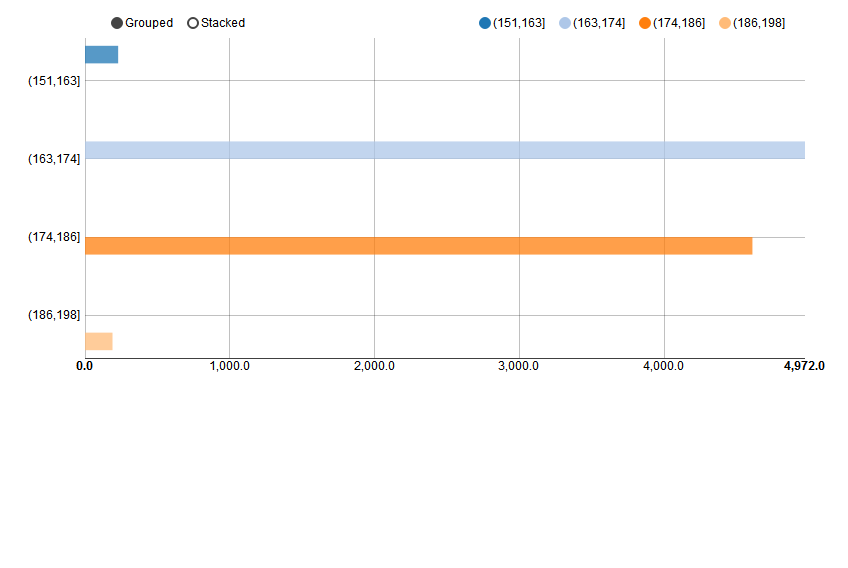 Grouped Stacked (151,163] (163,174] (174,186] (186,198]
(151,163]
(163,174]
(174,186]
(186,198]
0.0 1,000.0 2,000.0 3,000.0 4,000.0 4,972.0